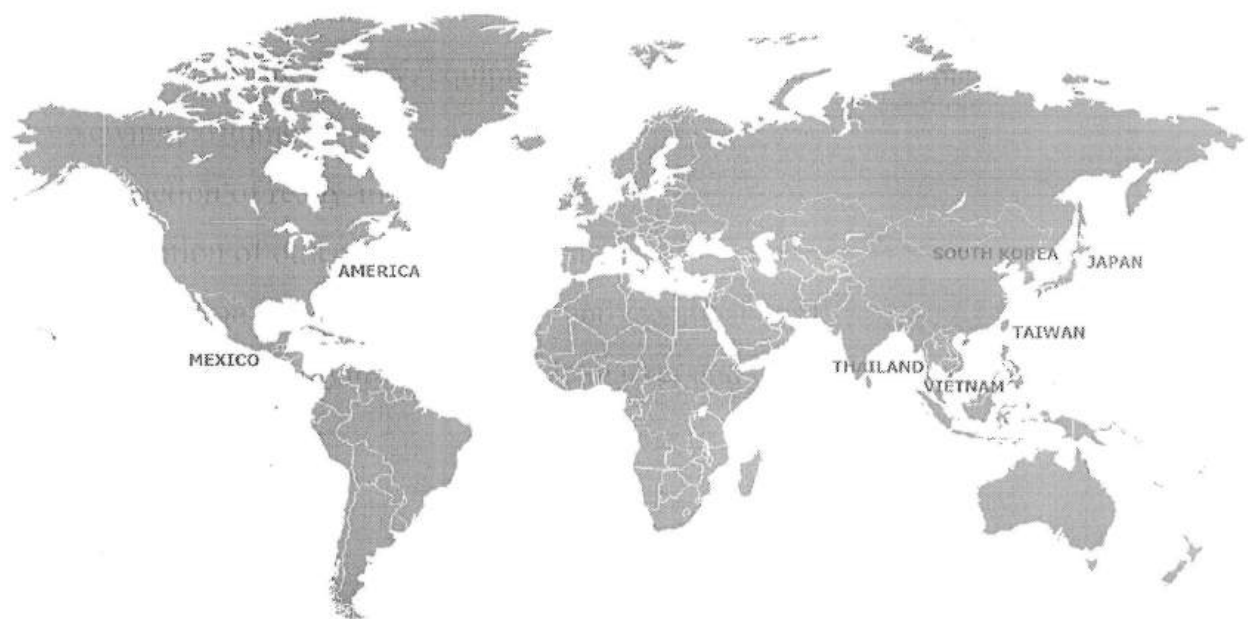 SOUTH KOREA
JAPAN
AMERICA
TAIWAN
MEXICO
THAILAND
VIETNAM